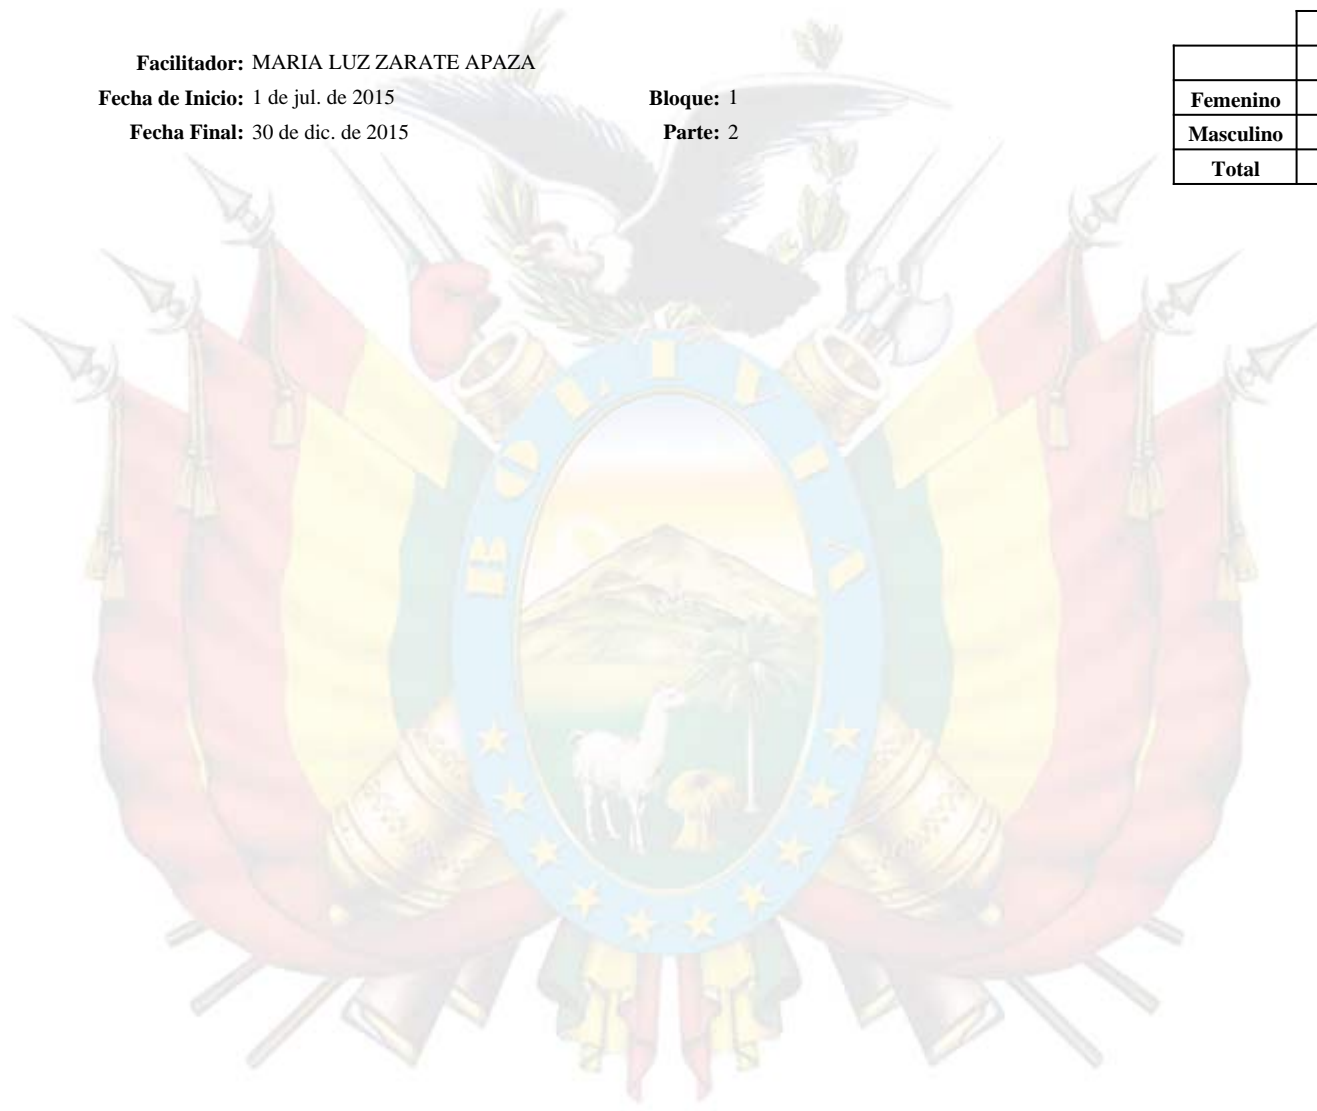 Facilitador: MARIA LUZ ZARATE APAZA
Fecha de Inicio: 1 de jul. de 2015 Bloque: 1
Fecha Final: 30 de dic. de 2015 Parte: 2
Femenino
Masculino
Total
BOLIVIA